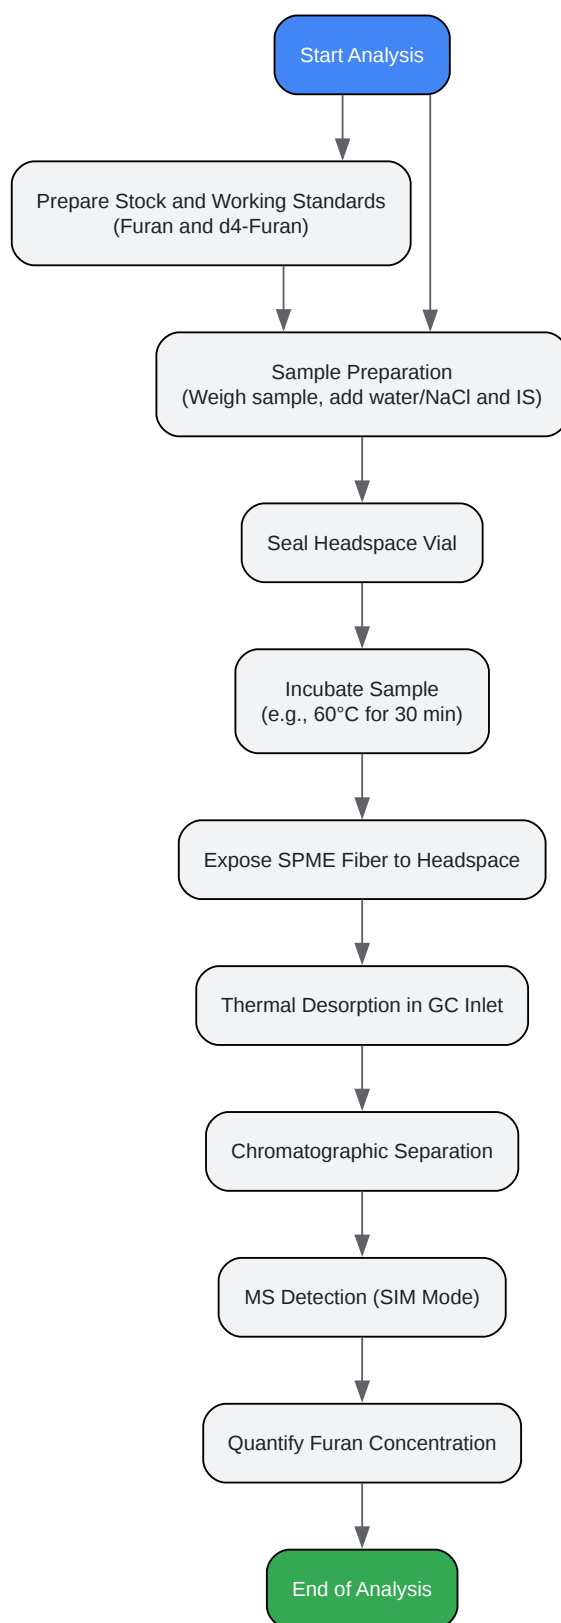 Start Analysis
Prepare Stock and Working Standards
(Furan and d4-Furan)
Sample Preparation
(Weigh sample, add water/NaCl and IS)
Seal Headspace Vial
Incubate Sample
(e.g., 60°C for 30 min)
Expose SPME Fiber to Headspace
Thermal Desorption in GC Inlet
Chromatographic Separation
MS Detection (SIM Mode)
Quantify Furan Concentration
End of Analysis